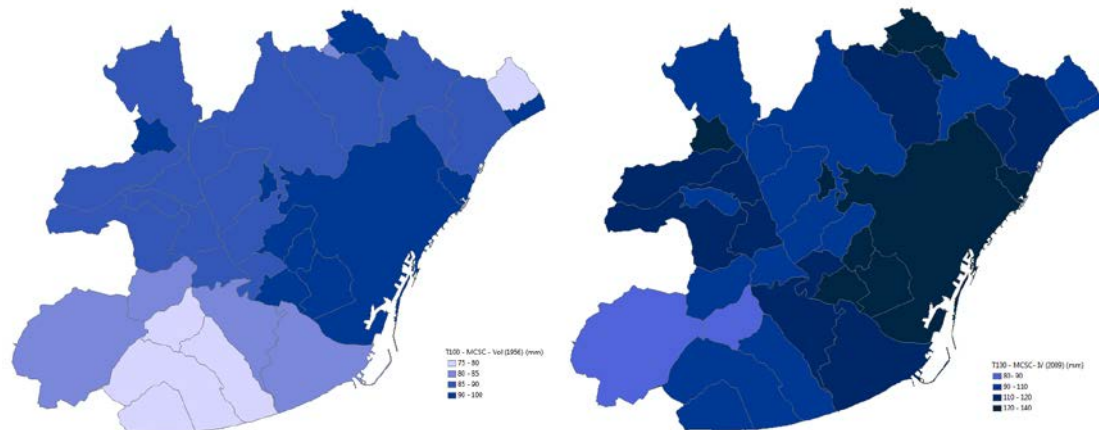 T100 - MCSC - Vol (1956) (mm)
75 - 80
80 - 85
85 - 90
90 - 100
T100 - MCSC - IV (2009) (mm)
80 - 90
90 - 110
110 - 120
120 - 140